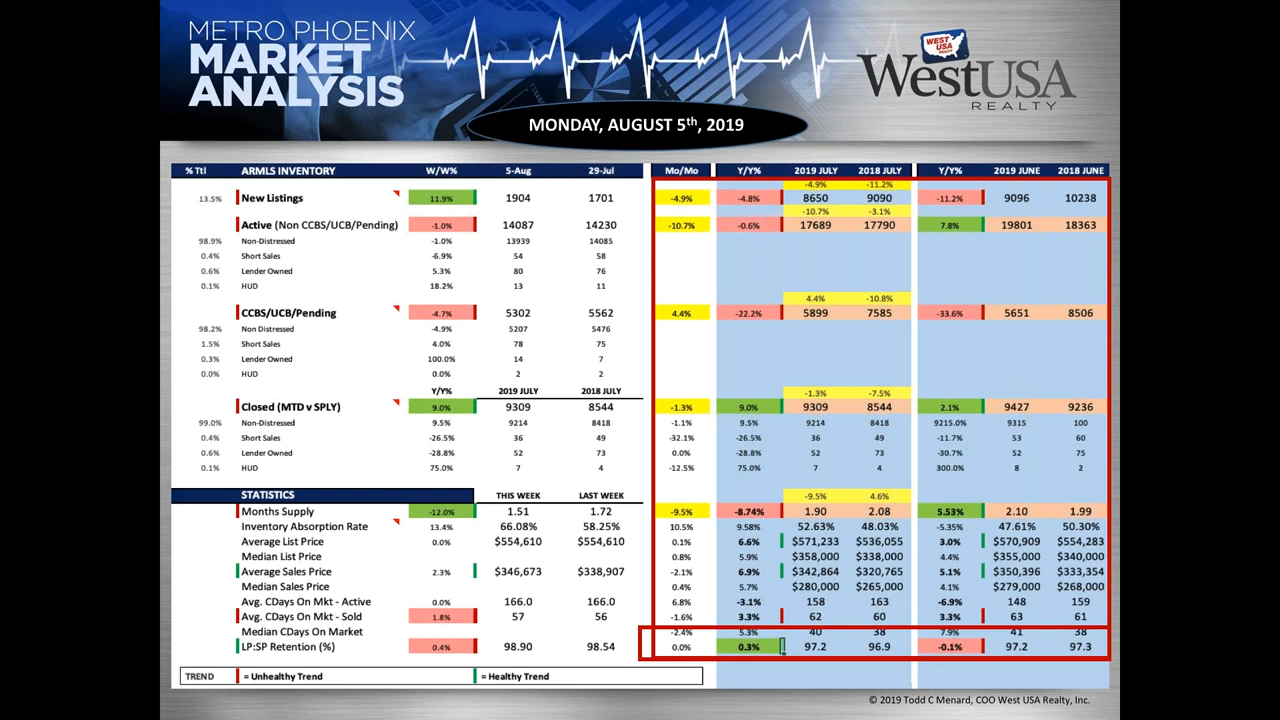 METRO PHOENIX
MARKET
ANALYSIS
WEST
USA
REALTY
WestUSA
REALTY
MONDAY, AUGUST 5th, 2019
% Ttl ARMLS INVENTORY W/W% 5-Aug 29-Jul Mo/Mo Y/Y% 2019 JULY 2018 JULY Y/Y% 2019 JUNE 2018 JUNE
-4.9% -11.2%
13.5% New Listings 11.9% 1904 1701 -4.9% -4.8% 8650 9090 -11.2% 9096 10238
-10.7% -3.1%
Active (Non CCBS/UCB/Pending) -1.0% 14087 14230 -10.7% -0.6% 17689 17790 7.8% 19801 18363
98.9% Non-Distressed -1.0% 13939 14085
0.4% Short Sales -6.9% 54 58
0.6% Lender Owned 5.3% 80 76
0.1% HUD 18.2% 13 11
4.4% -10.8%
CCBS/UCB/Pending -4.7% 5302 5562 4.4% -22.2% 5899 7585 -33.6% 5651 8506
98.2% Non Distressed -4.9% 5207 5476
1.5% Short Sales 4.0% 78 75
0.3% Lender Owned 100.0% 14 7
0.0% HUD 0.0% 2 2
Y/Y% 2019 JULY 2018 JULY -1.3% -7.5%
Closed (MTD v SPLY) 9.0% 9309 8544 -1.3% 9.0% 9309 8544 2.1% 9427 9236
99.0% Non-Distressed 9.5% 9214 8418 -1.1% 9.5% 9214 8418 9215.0% 9315 100
0.4% Short Sales -26.5% 36 49 -32.1% -26.5% 36 49 -11.7% 53 60
0.6% Lender Owned -28.8% 52 73 0.0% -28.8% 52 73 -30.7% 52 75
0.1% HUD 75.0% 7 4 -12.5% 75.0% 7 4 300.0% 8 2
STATISTICS THIS WEEK LAST WEEK -9.5% 4.6%
Months Supply -12.0% 1.51 1.72 -9.5% -8.74% 1.90 2.08 5.53% 2.10 1.99
Inventory Absorption Rate 13.4% 66.08% 58.25% 10.5% 9.58% 52.63% 48.03% -5.35% 47.61% 50.30%
Average List Price 0.0% $554,610 $554,610 0.1% 6.6% $571,233 $536,055 3.0% $570,909 $554,283
Median List Price 0.8% 5.9% $358,000 $338,000 4.4% $355,000 $340,000
Average Sales Price 2.3% $346,673 $338,907 -2.1% 6.9% $342,864 $320,765 5.1% $350,396 $333,354
Median Sales Price 0.4% 5.7% $280,000 $265,000 4.1% $279,000 $268,000
Avg. CDays On Mkt - Active 0.0% 166.0 166.0 6.8% -3.1% 158 163 -6.9% 148 159
Avg. CDays On Mkt - Sold 1.8% 57 56 -1.6% 3.3% 62 60 3.3% 63 61
Median CDays On Market -2.4% 5.3% 40 38 7.9% 41 38
LP:SP Retention (%) 0.4% 98.90 98.54 0.0% 0.3% 97.2 96.9 -0.1% 97.2 97.3
TREND = Unhealthy Trend = Healthy Trend
© 2019 Todd C Menard, COO West USA Realty, Inc.